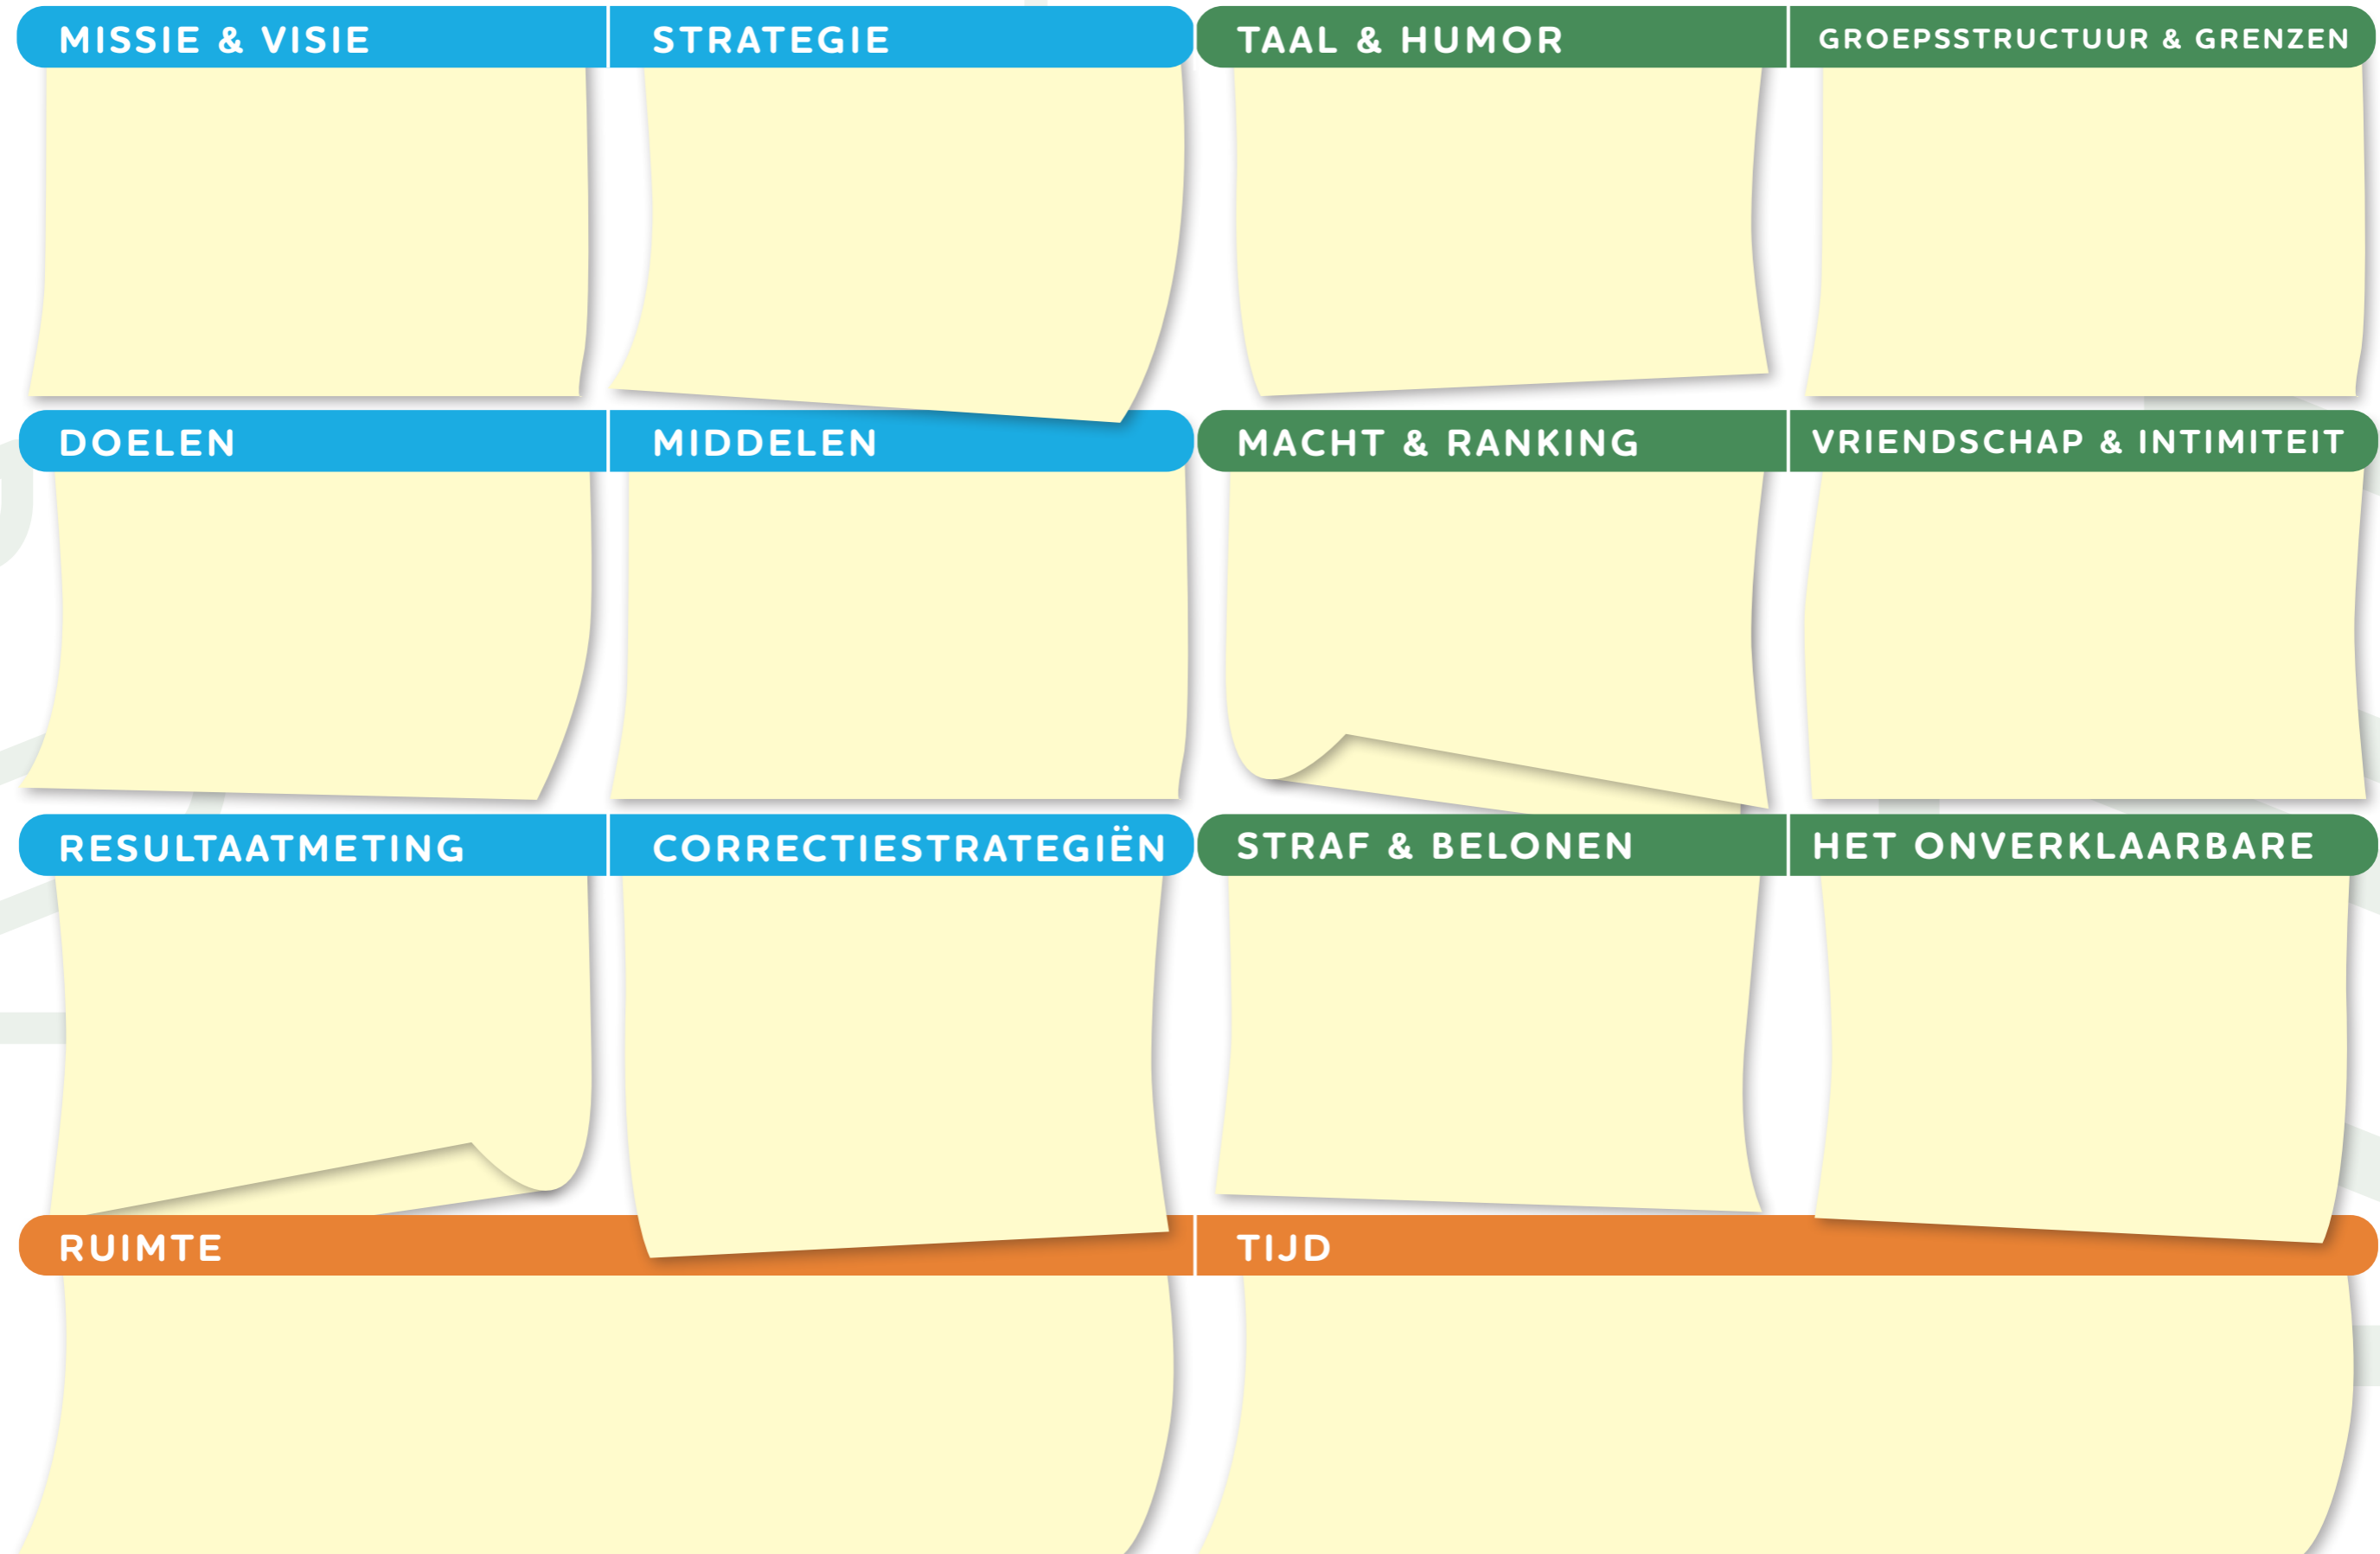 MISSIE & VISIE
STRATEGIE
TAAL & HUMOR
GROEPSSTRUCTUUR & GRENZEN
DOELEN
MIDDELEN
MACHT & RANKING
VRIENDSCHAP & INTIMITEIT
RESULTAATMETING
CORRECTIESTRATEGIËN
STRAF & BELONEN
HET ONVERKLAARBARE
RUIMTE
TIJD